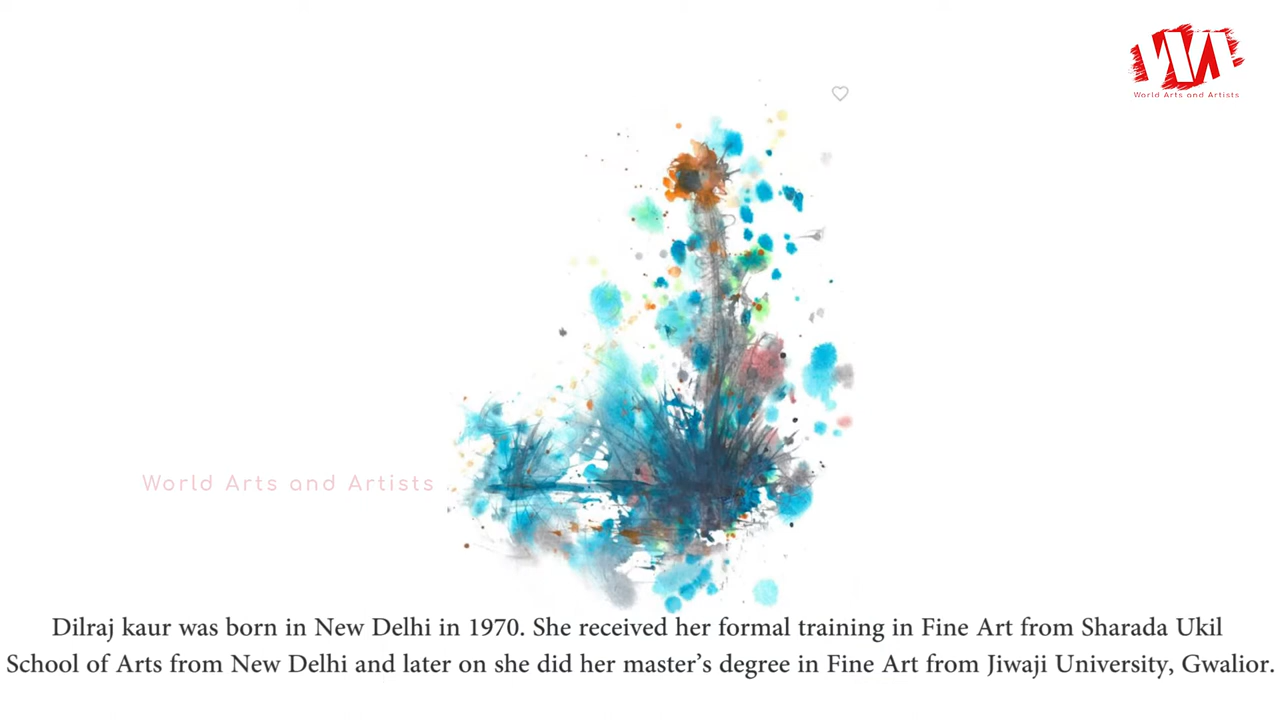 World Arts and Artists
World Arts and Artists
Dilraj kaur was born in New Delhi in 1970. She received her formal training in Fine Art from Sharada Ukil
School of Arts from New Delhi and later on she did her master's degree in Fine Art from Jiwaji University, Gwalior.